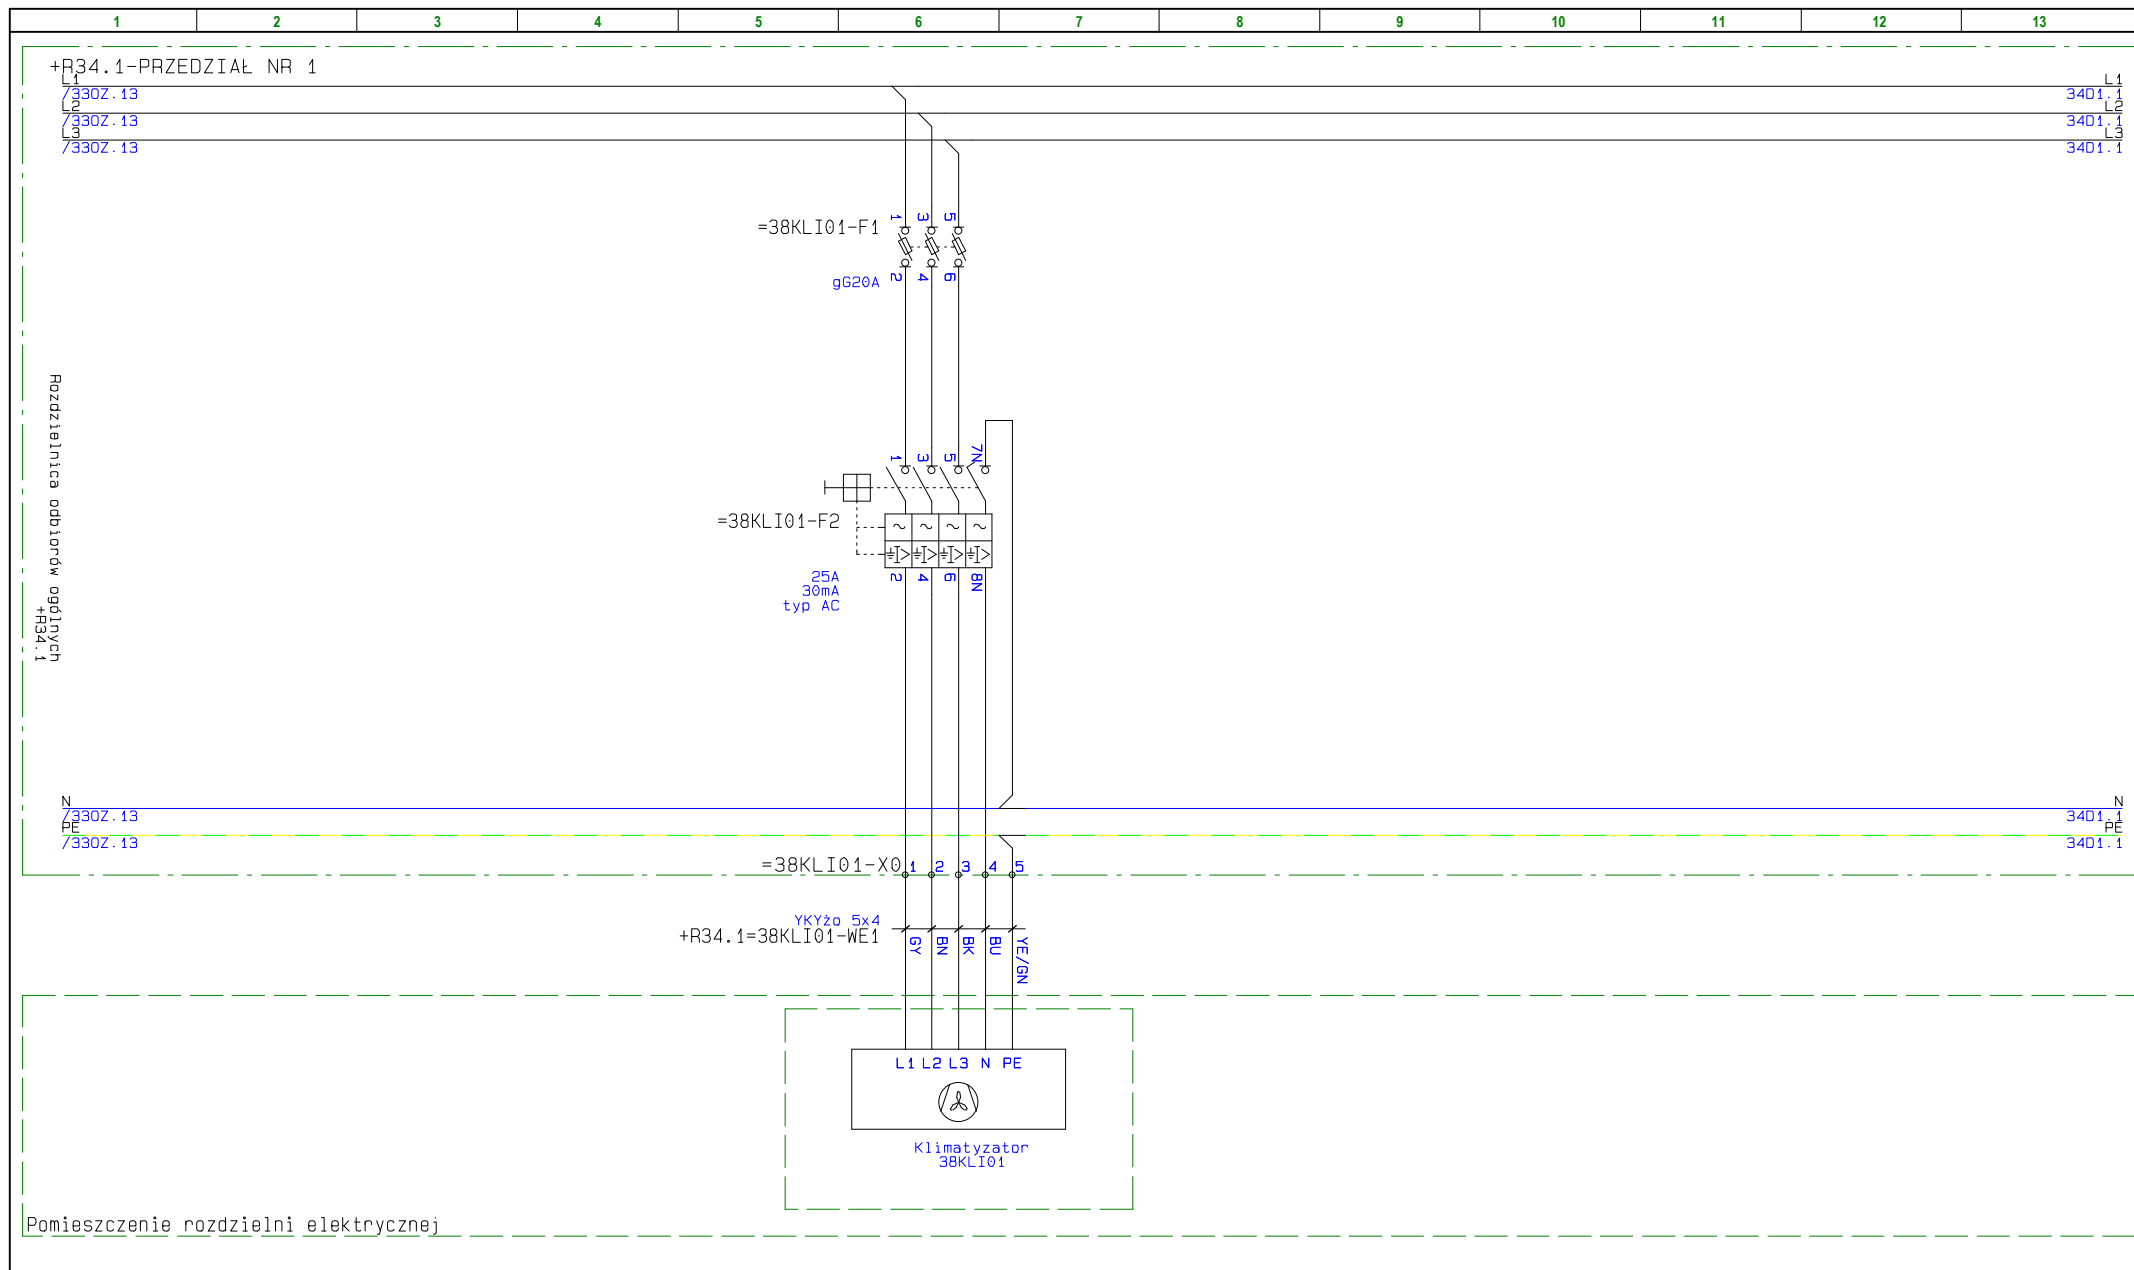 1 2 3 4 5 6 7 8 9 10 11 12 13
+R34.1-PRZEDZIAŁ NR 1
L1 L1
/330Z.13 34D1.1
L2 L2
/330Z.13 34D1.1
L3 L3
/330Z.13 34D1.1
=38KLI01-F1
1 3 5
gG20A
2 4 6
Rozdzielnica odbiorów ogólnych
+R34.1
1 3 5 7N
=38KLI01-F2
25A
30mA
typ AC
2 4 6 8N
N N
/330Z.13 34D1.1
PE PE
/330Z.13 34D1.1
=38KLI01-X0 1 2 3 4 5
YKYżo 5x4
+R34.1=38KLI01-WE1
GY BN BK BU YE/GN
L1 L2 L3 N PE
Klimatyzator
38KLI01
Pomieszczenie rozdzielni elektrycznej